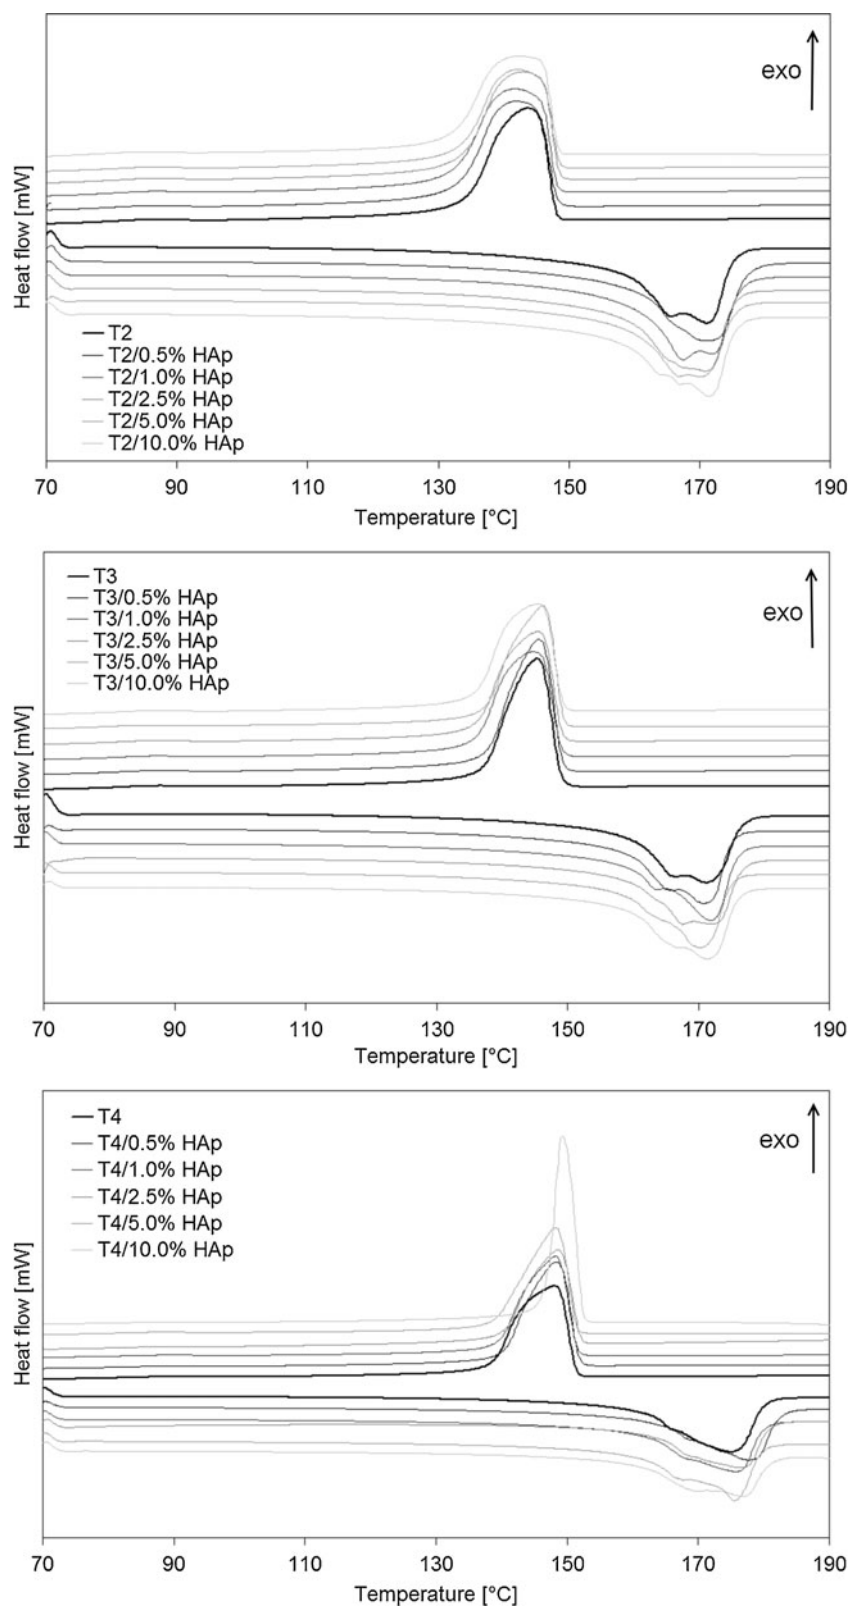 exo
Heat flow [mW]
T2
T2/0.5% HAp
T2/1.0% HAp
T2/2.5% HAp
T2/5.0% HAp
T2/10.0% HAp
70 90 110 130 150 170 190
Temperature [°C]
T3
T3/0.5% HAp
T3/1.0% HAp
T3/2.5% HAp
T3/5.0% HAp
T3/10.0% HAp
exo
Heat flow [mW]
70 90 110 130 150 170 190
Temperature [°C]
T4
T4/0.5% HAp
T4/1.0% HAp
T4/2.5% HAp
T4/5.0% HAp
T4/10.0% HAp
exo
Heat flow [mW]
70 90 110 130 150 170 190
Temperature [°C]